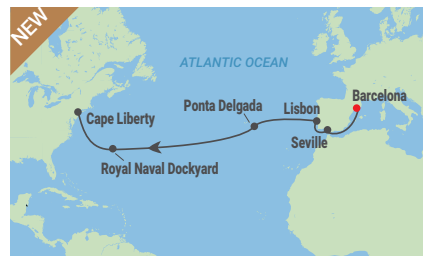 NEW
ATLANTIC OCEAN
Barcelona
Ponta Delgada
Lisbon
Cape Liberty
Seville
Royal Naval Dockyard